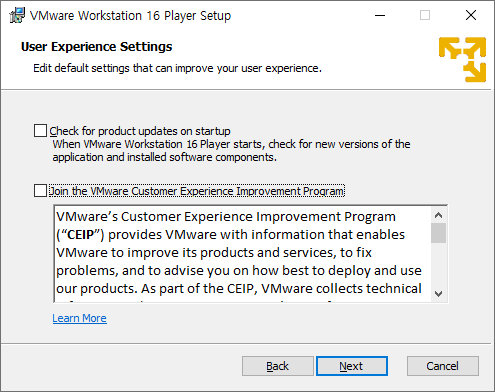 VMware Workstation 16 Player Setup
User Experience Settings
Edit default settings that can improve your user experience.
Check for product updates on startup
When VMware Workstation 16 Player starts, check for new versions of the
application and installed software components.
Join the VMware Customer Experience Improvement Program
VMware's Customer Experience Improvement Program
("CEIP") provides VMware with information that enables
VMware to improve its products and services, to fix
problems, and to advise you on how best to deploy and use
our products. As part of the CEIP, VMware collects technical
Learn More
Back
Next
Cancel